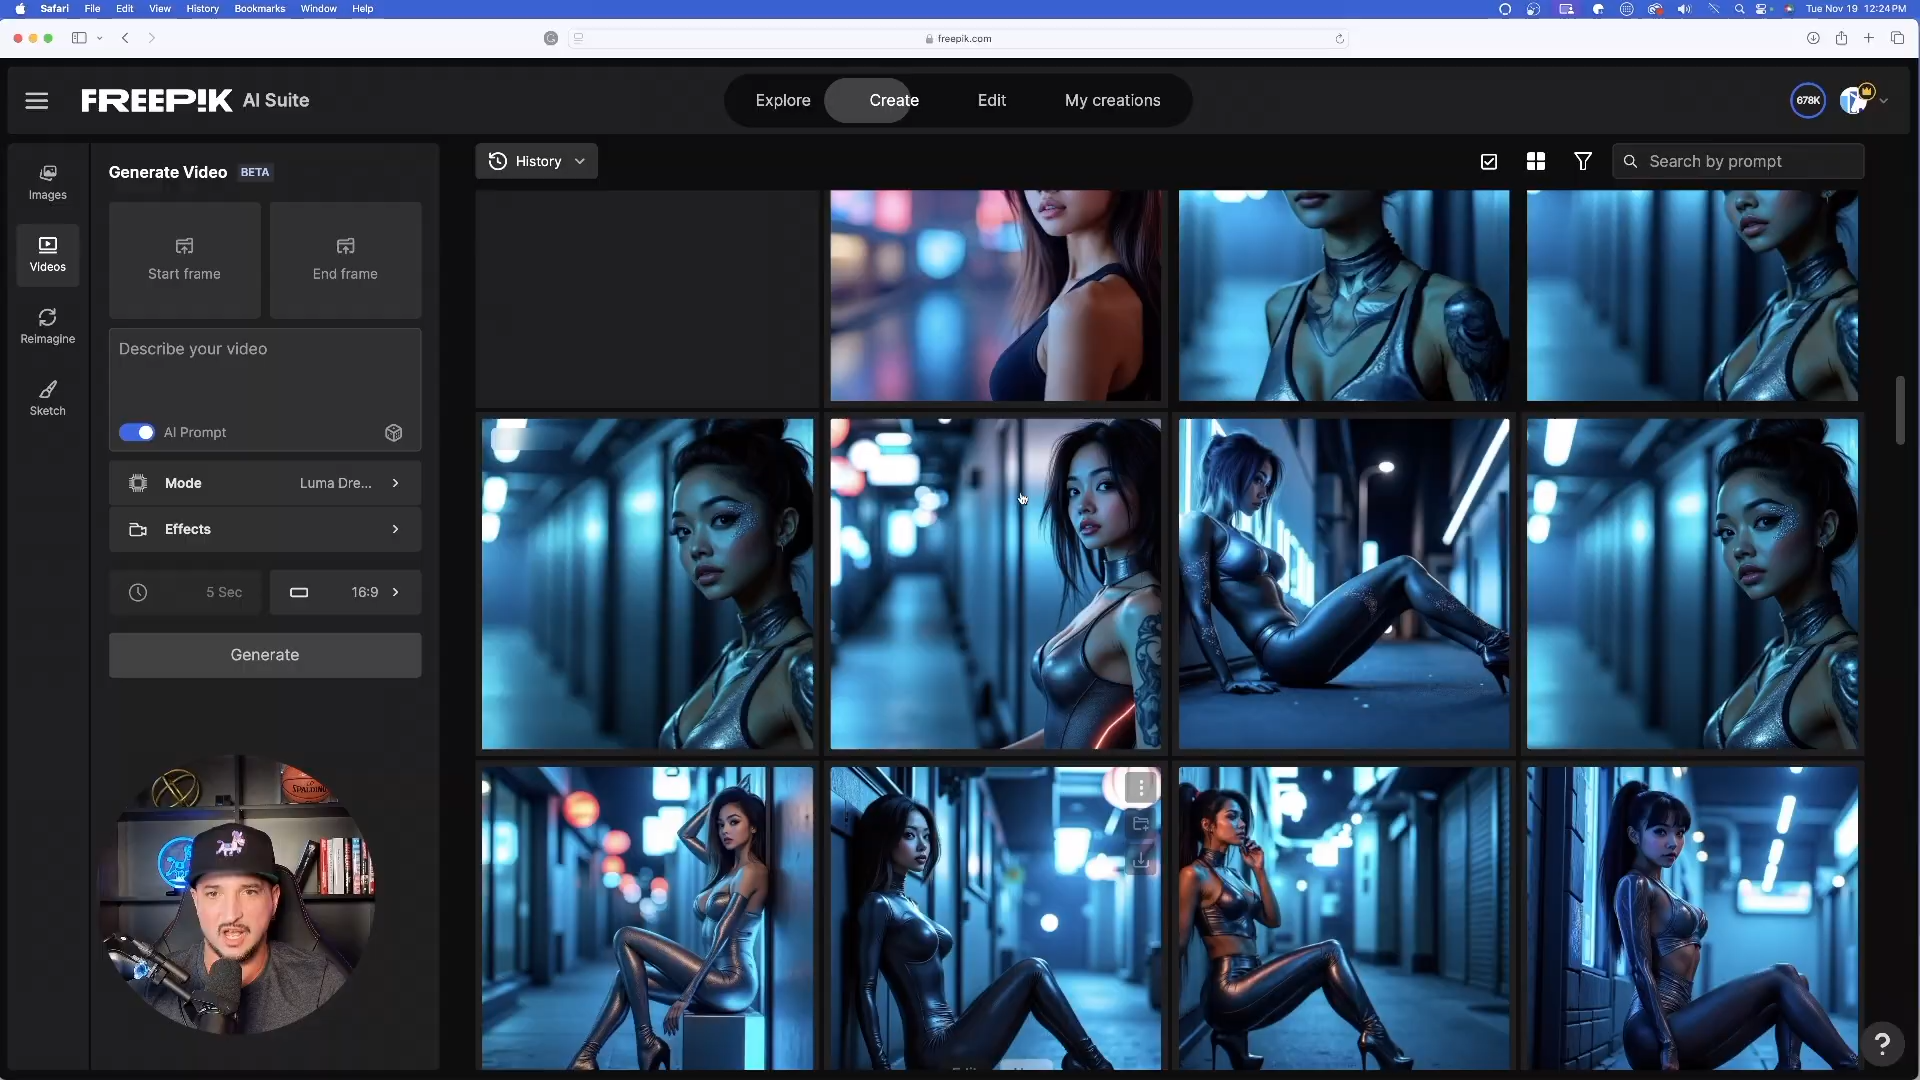 Safari File Edit View History Bookmarks Window Help
Tue Nov 19 12:24 PM
freepik.com
FREEP!K AI Suite
Explore
Create
Edit
My creations
678K
Images
Videos
Reimagine
Sketch
Generate Video BETA
Start frame
End frame
Describe your video
AI Prompt
Mode Luma Dre...
Effects
5 Sec
16:9
Generate
History
Search by prompt
SPALDING
?